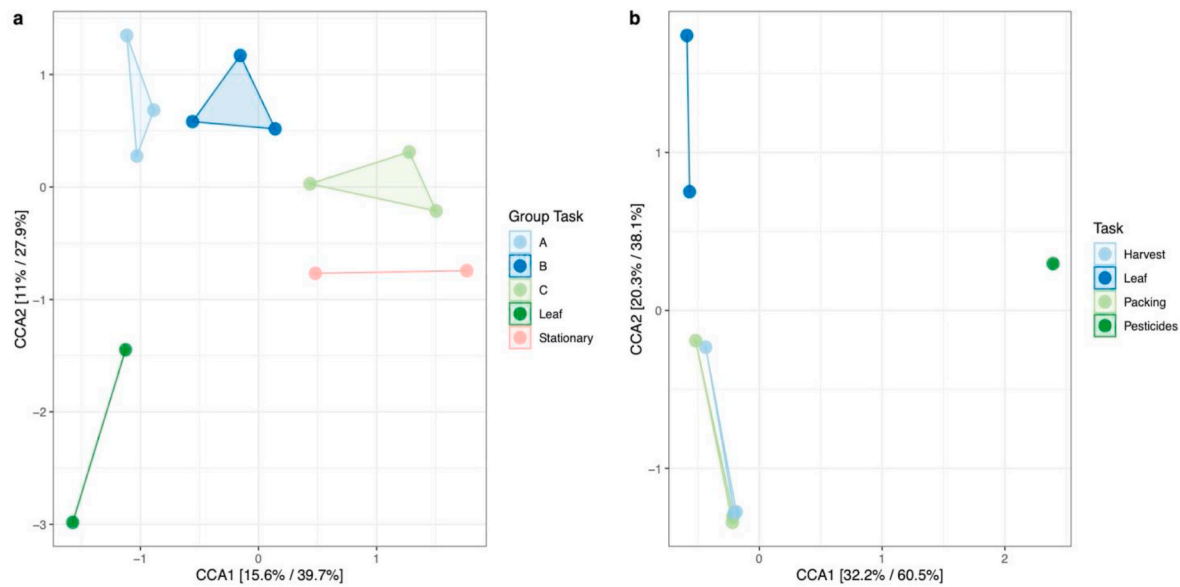 a
1
0
−1
−2
−3
−1
0
1
CCA2 [11% / 27.9%]
CCA1 [15.6% / 39.7%]
Group Task
A
B
C
Leaf
Stationary
b
1
0
−1
0
1
2
CCA2 [20.3% / 38.1%]
CCA1 [32.2% / 60.5%]
Task
Harvest
Leaf
Packing
Pesticides